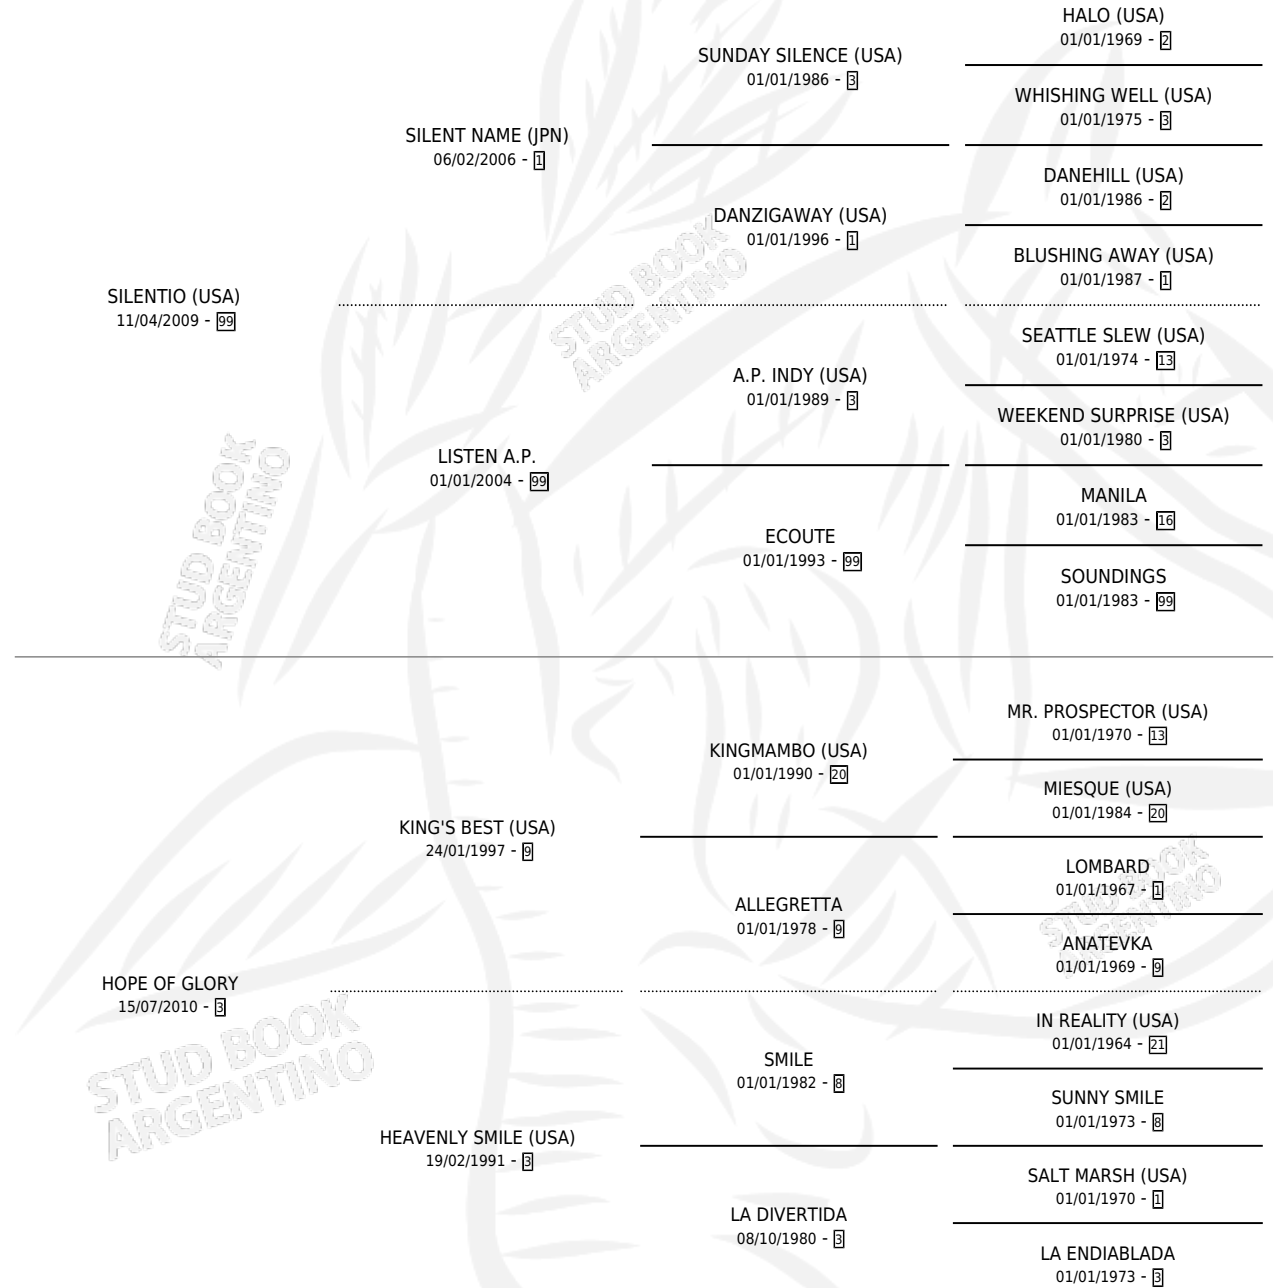 HALO (USA)
01/01/1969 - 2
SUNDAY SILENCE (USA)
01/01/1986 - 3
WHISHING WELL (USA)
01/01/1975 - 3
SILENT NAME (JPN)
06/02/2006 - 1
DANEHILL (USA)
01/01/1986 - 2
DANZIGAWAY (USA)
01/01/1996 - 1
BLUSHING AWAY (USA)
01/01/1987 - 1
SILENTIO (USA)
11/04/2009 - 99
STUD BOOK
ARGENTINO
SEATTLE SLEW (USA)
01/01/1974 - 13
A.P. INDY (USA)
01/01/1989 - 3
WEEKEND SURPRISE (USA)
01/01/1980 - 3
LISTEN A.P.
01/01/2004 - 99
MANILA
01/01/1983 - 16
ECOUTE
01/01/1993 - 99
SOUNDINGS
01/01/1983 - 99
STUD BOOK
ARGENTINO
MR. PROSPECTOR (USA)
01/01/1970 - 13
KINGMAMBO (USA)
01/01/1990 - 20
MIESQUE (USA)
01/01/1984 - 20
KING'S BEST (USA)
24/01/1997 - 9
LOMBARD
01/01/1967 - 1
ALLEGRETTA
01/01/1978 - 9
ANATEVKA
01/01/1969 - 9
STUD BOOK
ARGENTINO
HOPE OF GLORY
15/07/2010 - 3
STUD BOOK
ARGENTINO
IN REALITY (USA)
01/01/1964 - 21
SMILE
01/01/1982 - 8
SUNNY SMILE
01/01/1973 - 8
HEAVENLY SMILE (USA)
19/02/1991 - 3
SALT MARSH (USA)
01/01/1970 - 1
LA DIVERTIDA
08/10/1980 - 3
LA ENDIABLADA
01/01/1973 - 3